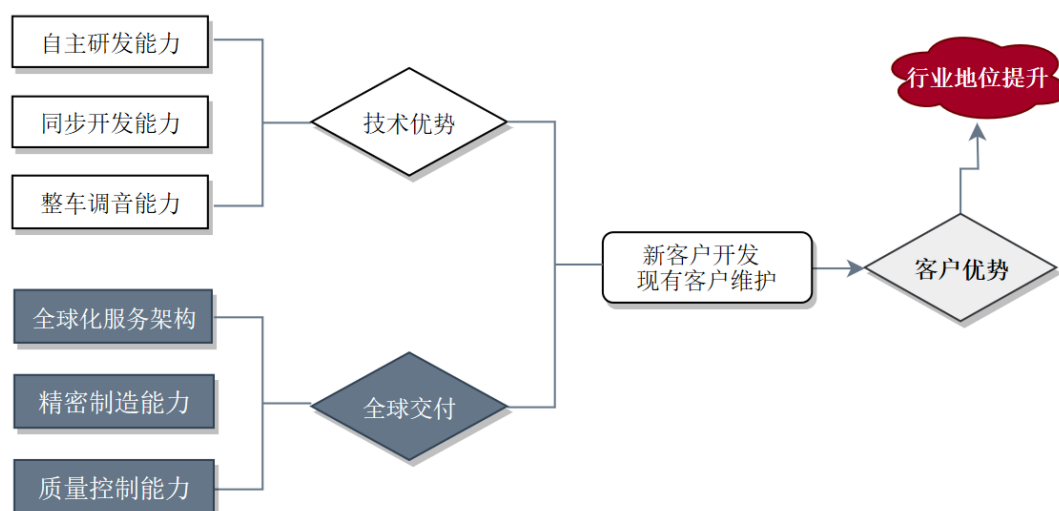 自主研发能力
同步开发能力
整车调音能力
技术优势
全球化服务架构
精密制造能力
质量控制能力
全球交付
新客户开发
现有客户维护
客户优势
行业地位提升